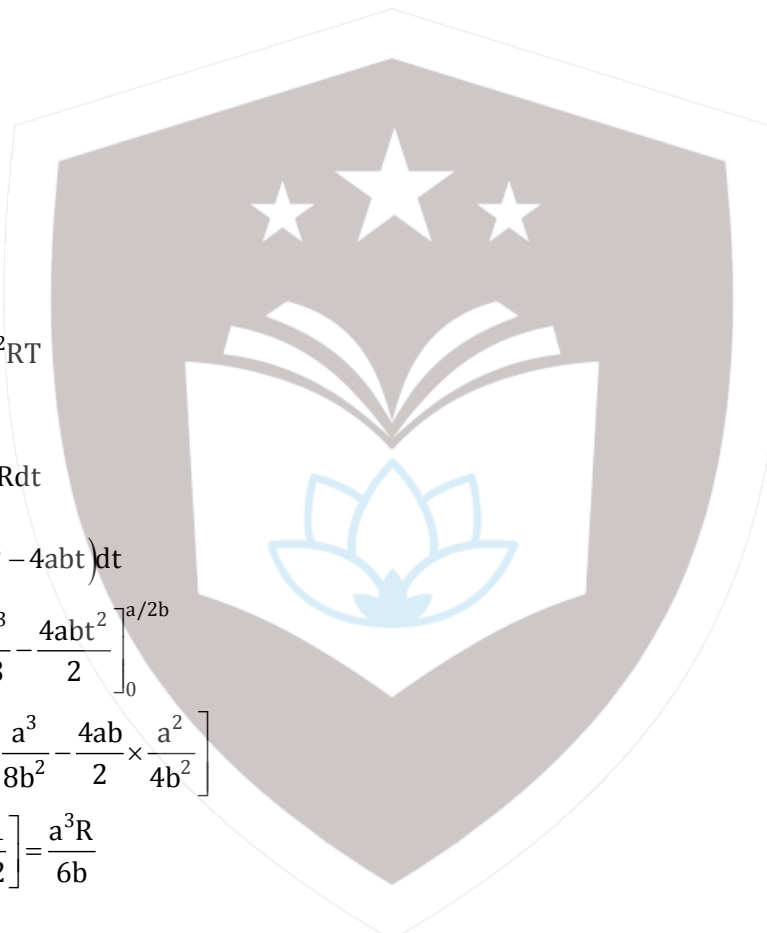 ²RT
Rdt
− 4abt)dt
³/3 − 4abt²/2]₀^(a/2b)
a³/8b² − 4ab/2 × a²/4b²]
] = a³R/6b